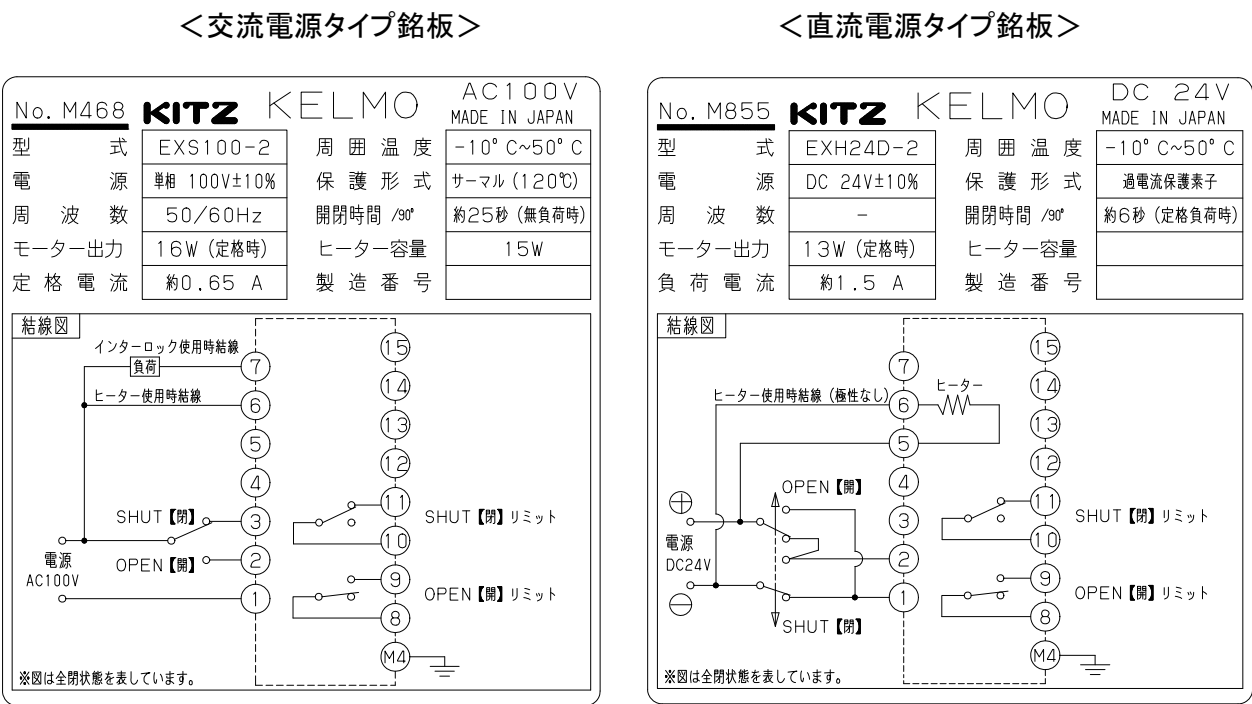 ＜交流電源タイプ銘板＞
No. M468 KITZ KELMO AC100V
MADE IN JAPAN
型式 EXS100-2 周囲温度 -10°C~50°C
電源 単相 100V±10% 保護形式 サーマル (120℃)
周波数 50/60Hz 開閉時間 /90° 約25秒 (無負荷時)
モーター出力 16W (定格時) ヒーター容量 15W
定格電流 約0.65 A 製造番号
結線図
インターロック使用時結線
負荷
ヒーター使用時結線
7
6
5
4
SHUT【閉】
3
電源
AC100V
OPEN【開】
2
1
15
14
13
12
11
SHUT【閉】リミット
10
9
OPEN【開】リミット
8
M4
※図は全閉状態を表しています。
＜直流電源タイプ銘板＞
No. M855 KITZ KELMO DC 24V
MADE IN JAPAN
型式 EXH24D-2 周囲温度 -10°C~50°C
電源 DC 24V±10% 保護形式 過電流保護素子
周波数 - 開閉時間 /90° 約6秒 (定格負荷時)
モーター出力 13W (定格時) ヒーター容量
負荷電流 約1.5 A 製造番号
結線図
7
ヒーター使用時結線 (極性なし)
6
ヒーター
5
4
OPEN【開】
⊕
3
電源
DC24V
2
⊖
1
SHUT【閉】
15
14
13
12
11
SHUT【閉】リミット
10
9
OPEN【開】リミット
8
M4
※図は全閉状態を表しています。